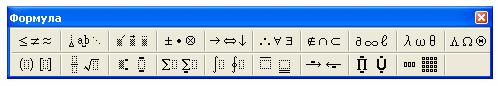 Формула
≤ ≠ ≈ ⱼ a͎b ⋱ ± • ⊗ → ⇔ ↓ ∴ ∀ ∃ ∉ ∩ ⊂ ∂ ∞ ℓ λ ω θ Λ Ω Θ
(▯) [▯] √▯ Σ▯ Σ▯ ∫▯ ∮▯ → ← Π Ụ